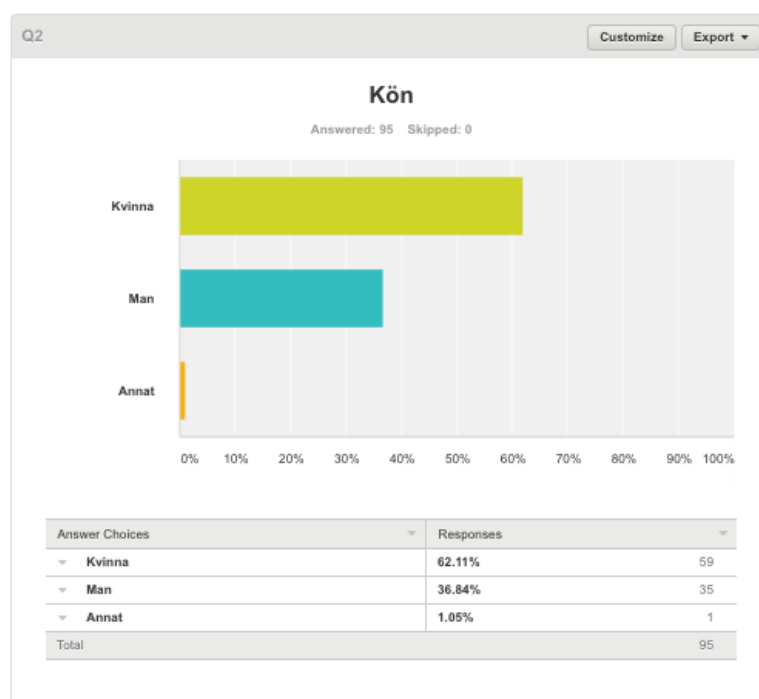 Q2 Customize Export
Kön
Answered: 95 Skipped: 0
Kvinna
Man
Annat
0% 10% 20% 30% 40% 50% 60% 70% 80% 90% 100%
Answer Choices Responses
Kvinna 62.11% 59
Man 36.84% 35
Annat 1.05% 1
Total 95